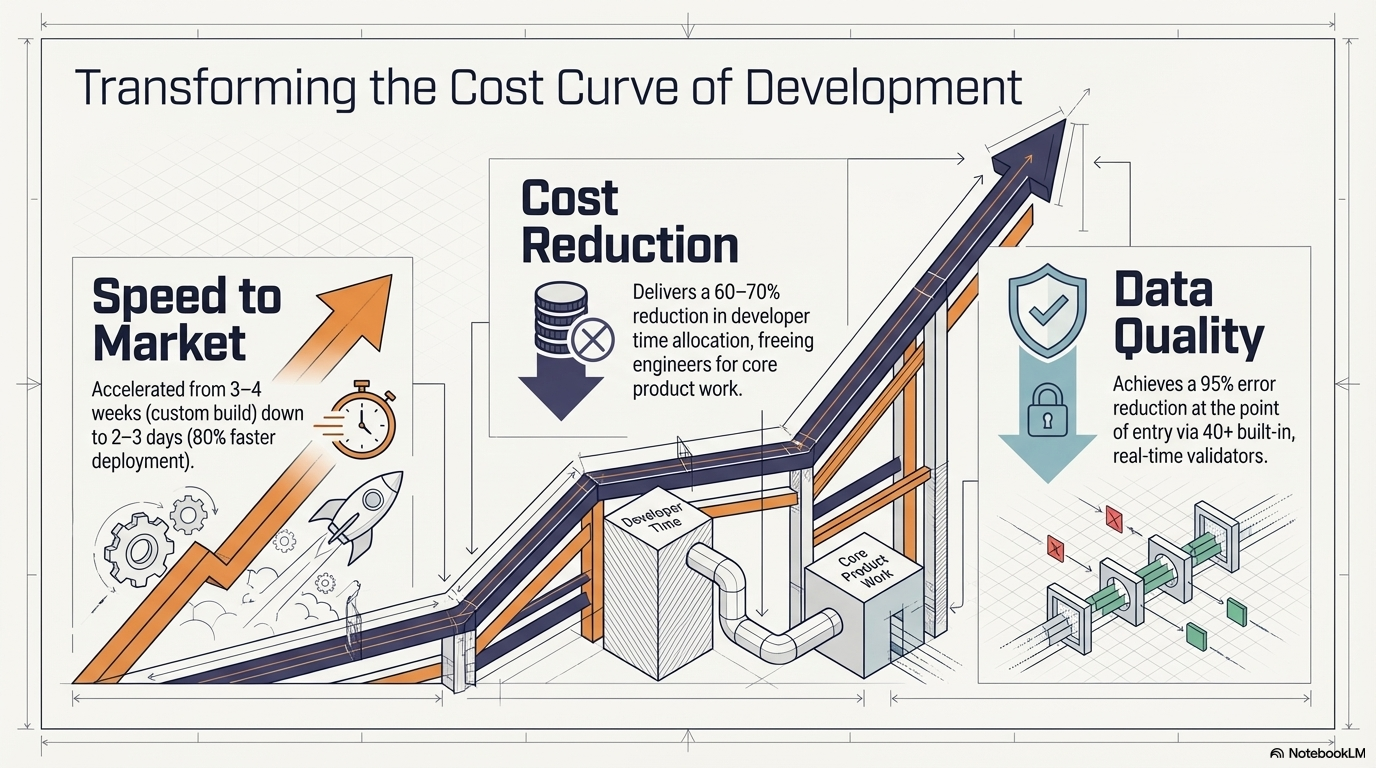 Transforming the Cost Curve of Development
Speed to
Market
Accelerated from 3–4
weeks (custom build) down
to 2–3 days (80% faster
deployment).
Cost
Reduction
Delivers a 60–70%
reduction in developer
time allocation, freeing
engineers for core
product work.
Developer
Time
Core
Product
Work
Data
Quality
Achieves a 95% error
reduction at the point
of entry via 40+ built-in,
real-time validators.
NotebookLM